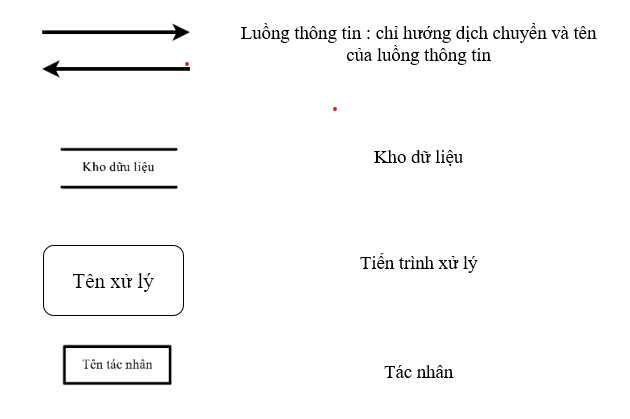 Luồng thông tin : chỉ hướng dịch chuyển và tên
của luồng thông tin
Kho dữu liệu
Kho dữ liệu
Tên xử lý
Tiến trình xử lý
Tên tác nhân
Tác nhân